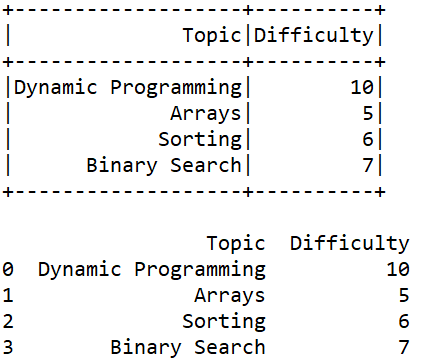 +-------------------+----------+
|              Topic|Difficulty|
+-------------------+----------+
|Dynamic Programming|        10|
|             Arrays|         5|
|            Sorting|         6|
|      Binary Search|         7|
+-------------------+----------+
                 Topic  Difficulty
0  Dynamic Programming          10
1               Arrays           5
2              Sorting           6
3        Binary Search           7